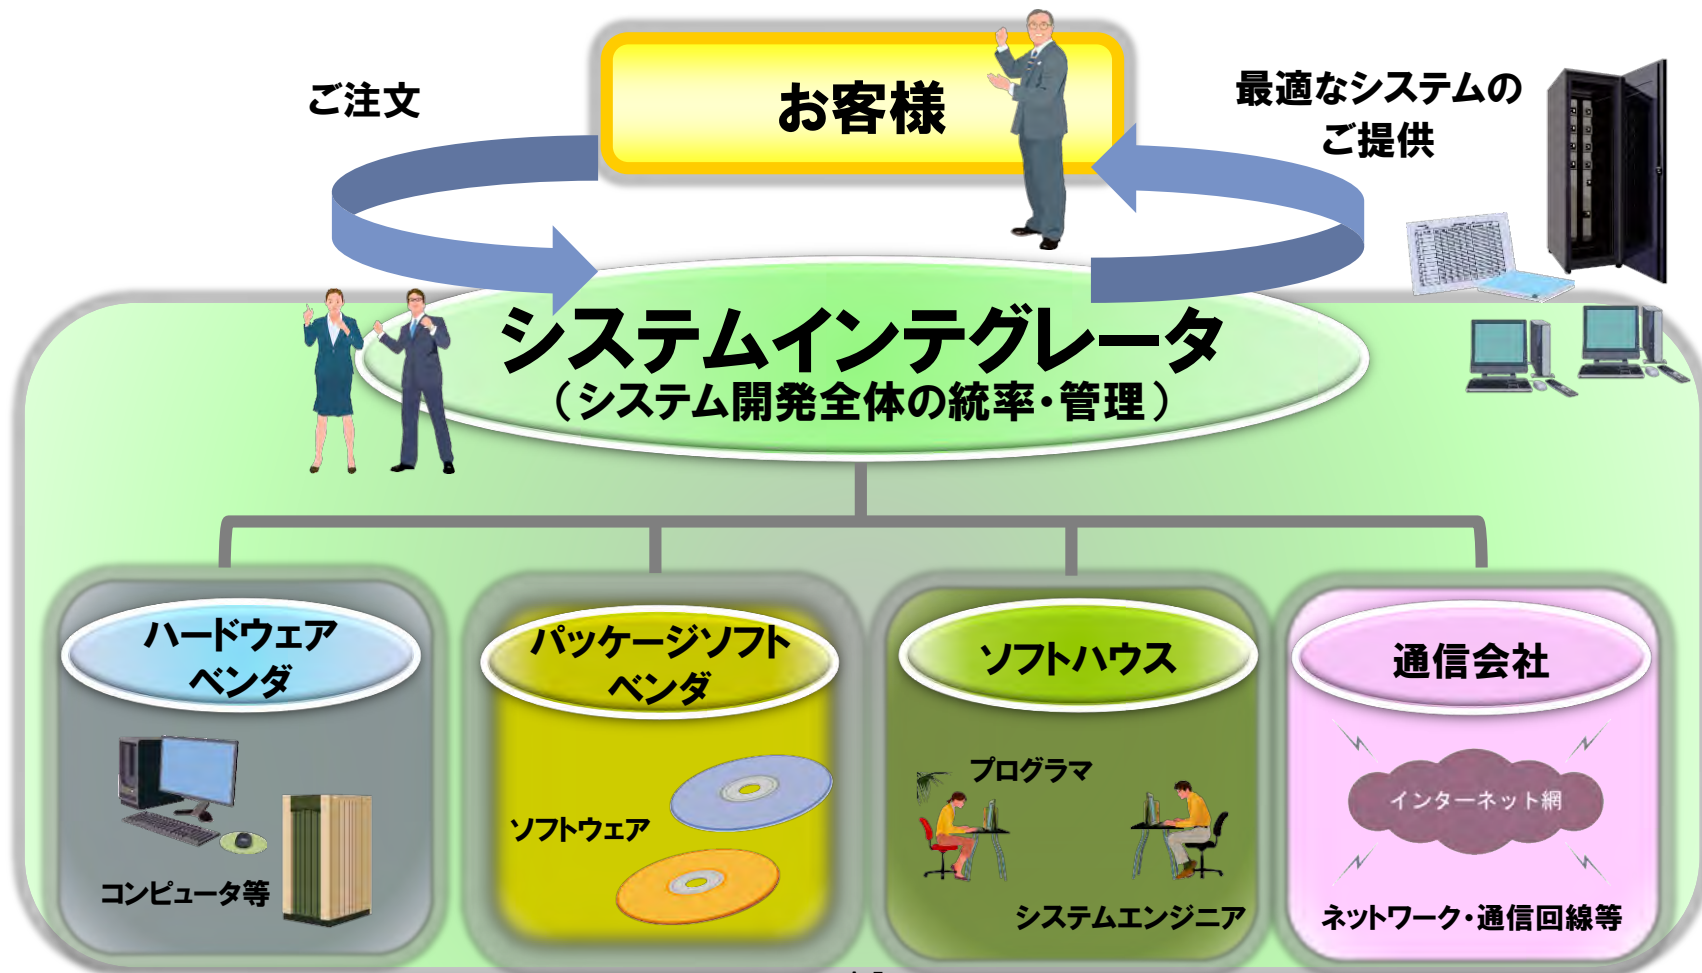 お客様
ご注文
最適なシステムの
ご提供
システムインテグレータ
（システム開発全体の統率・管理）
ハードウェア
ベンダ
コンピュータ等
パッケージソフト
ベンダ
ソフトウェア
ソフトハウス
プログラマ
システムエンジニア
通信会社
インターネット網
ネットワーク・通信回線等